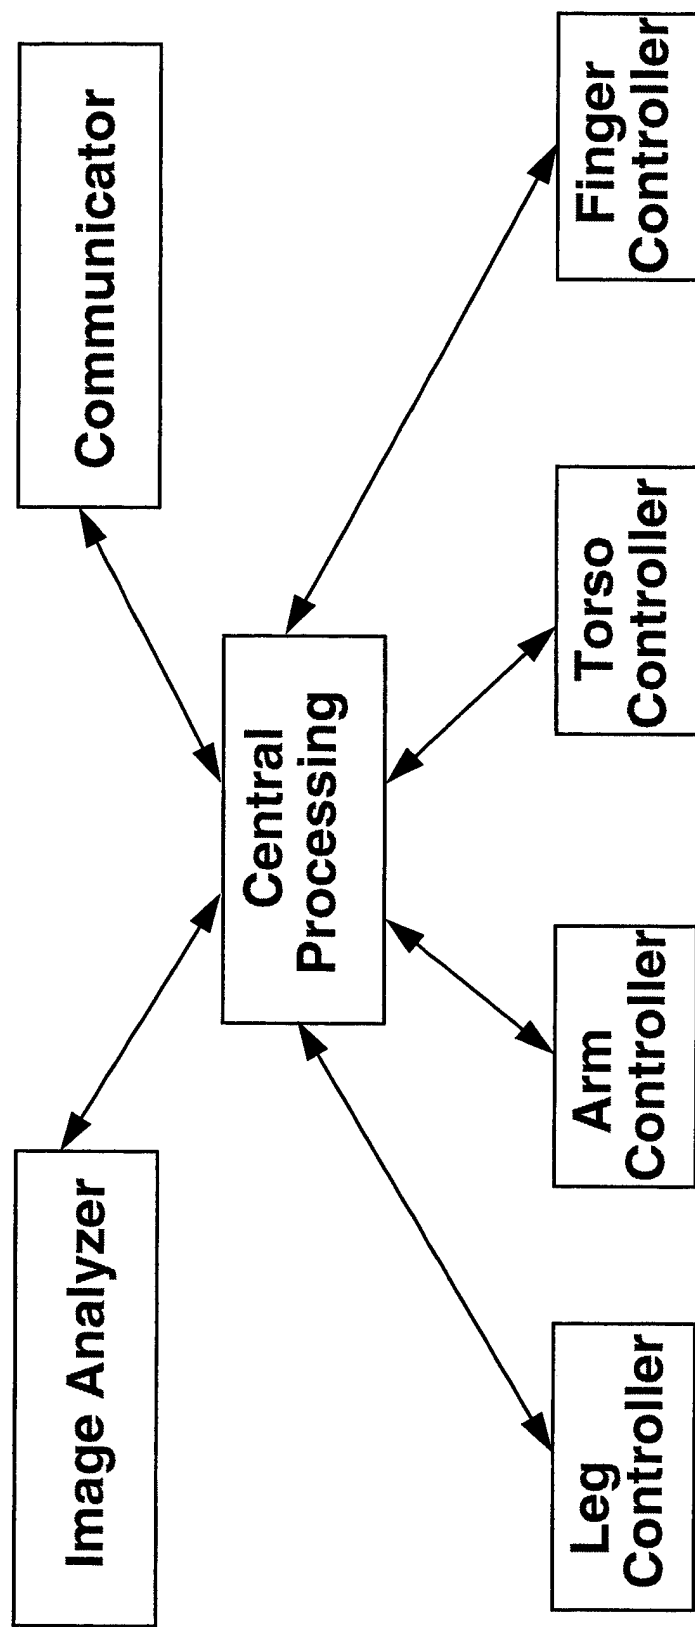 Image Analyzer
Communicator
Central
Processing
Leg
Controller
Arm
Controller
Torso
Controller
Finger
Controller